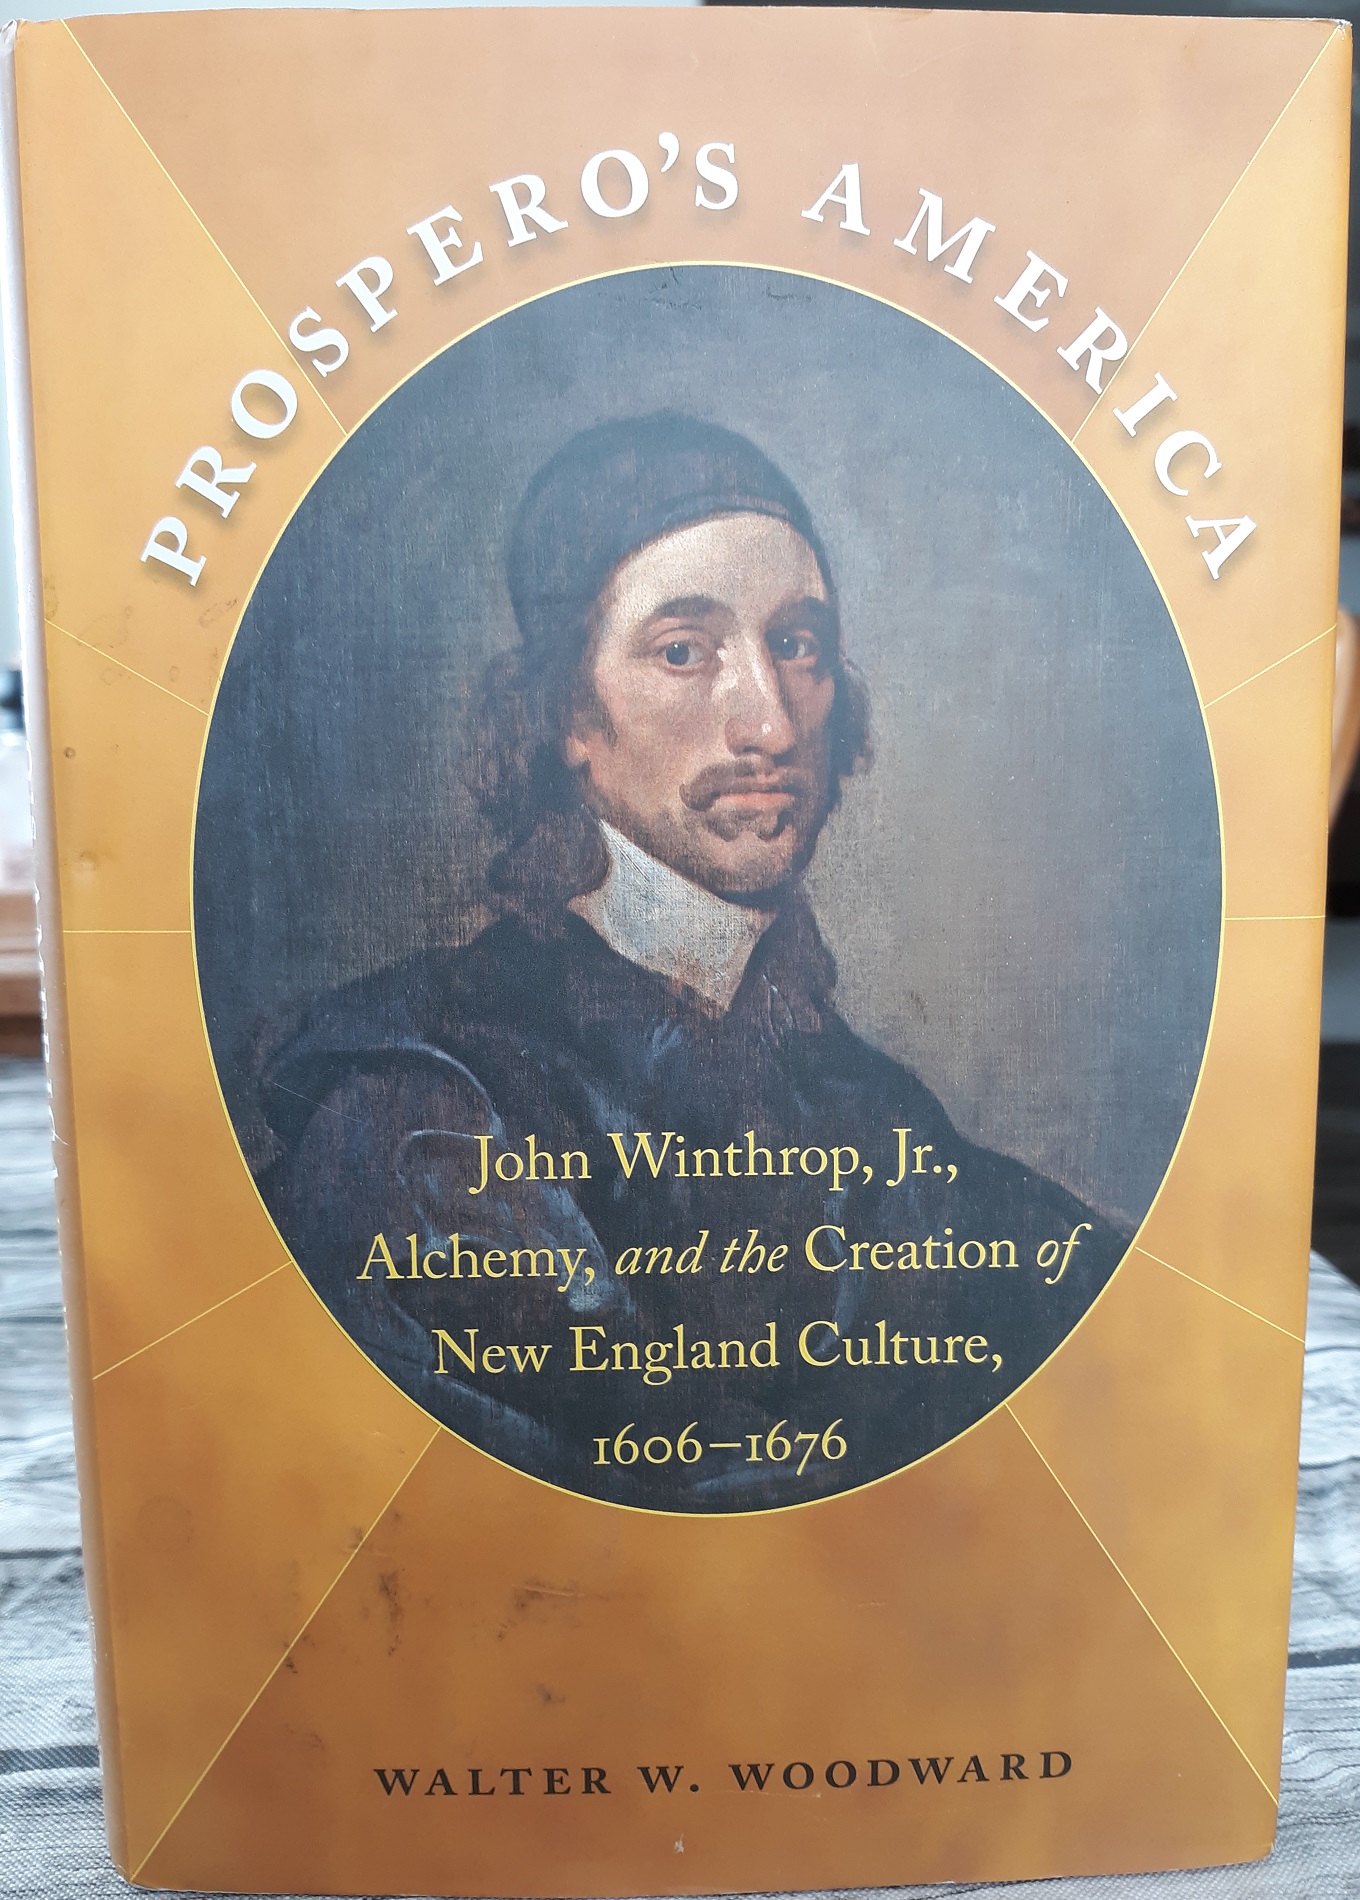 PROSPERO'S AMERICA
John Winthrop, Jr.,
Alchemy, and the Creation of
New England Culture,
1606–1676
WALTER W. WOODWARD